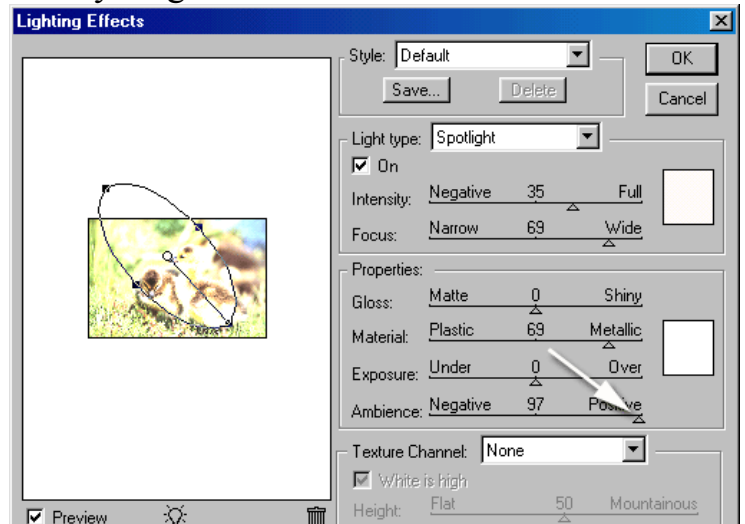 Lighting Effects
Style: Default
OK
Save... Delete
Cancel
Light type: Spotlight
On
Intensity: Negative 35 Full
Focus: Narrow 69 Wide
Properties:
Gloss: Matte 0 Shiny
Material: Plastic 69 Metallic
Exposure: Under 0 Over
Ambience: Negative 97 Positive
Texture Channel: None
White is high
Height: Flat 50 Mountainous
Preview